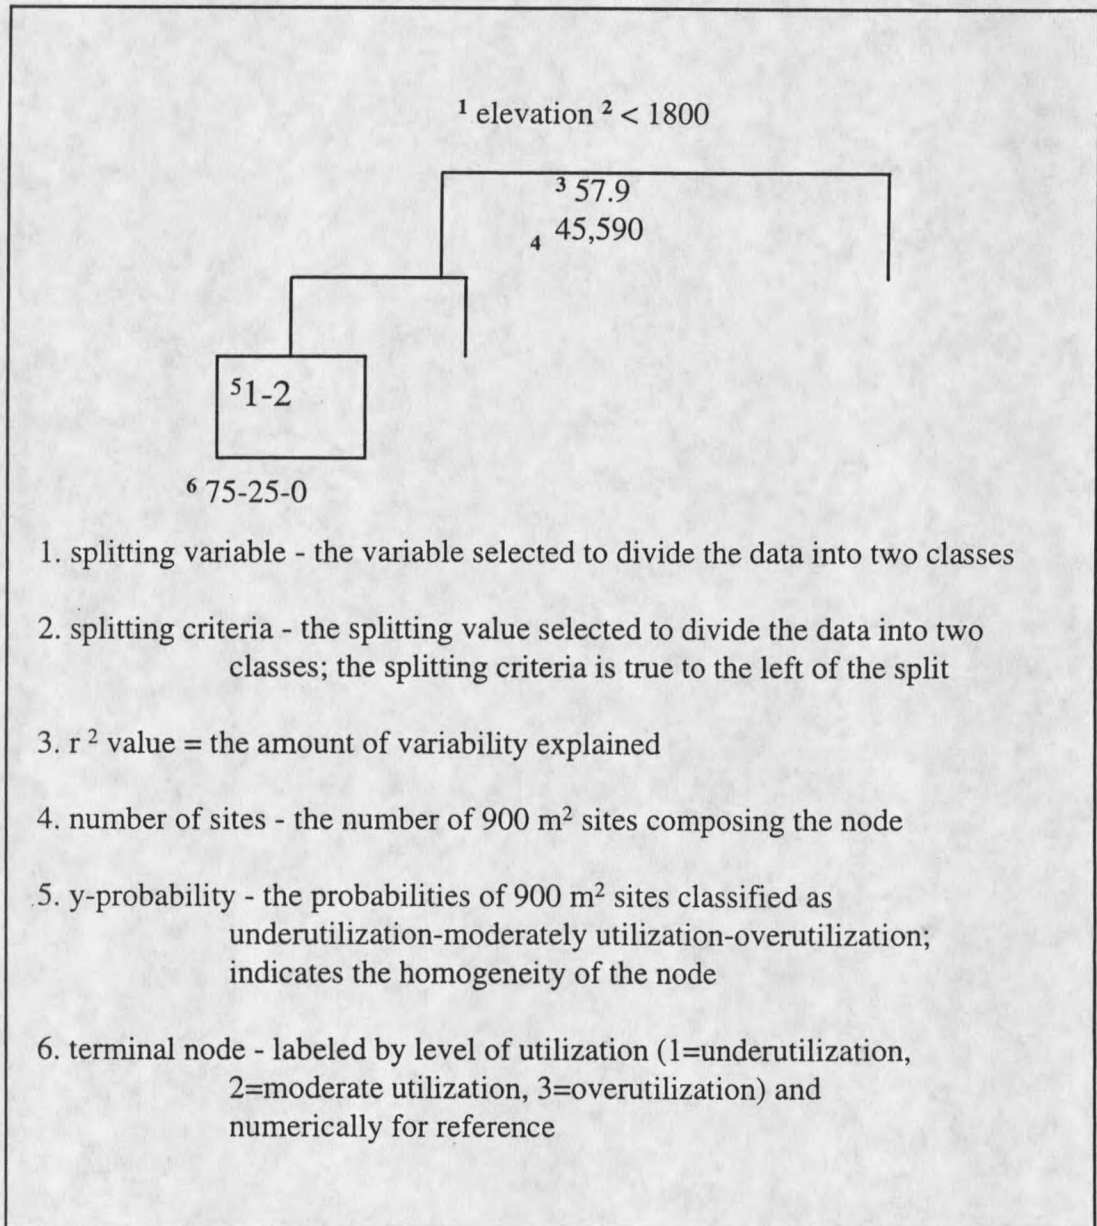 1 elevation 2 < 1800
3 57.9
4 45,590
5 1-2
6 75-25-0
1. splitting variable - the variable selected to divide the data into two classes
2. splitting criteria - the splitting value selected to divide the data into two
classes; the splitting criteria is true to the left of the split
3. r 2 value = the amount of variability explained
4. number of sites - the number of 900 m2 sites composing the node
5. y-probability - the probabilities of 900 m2 sites classified as
underutilization-moderately utilization-overutilization;
indicates the homogeneity of the node
6. terminal node - labeled by level of utilization (1=underutilization,
2=moderate utilization, 3=overutilization) and
numerically for reference